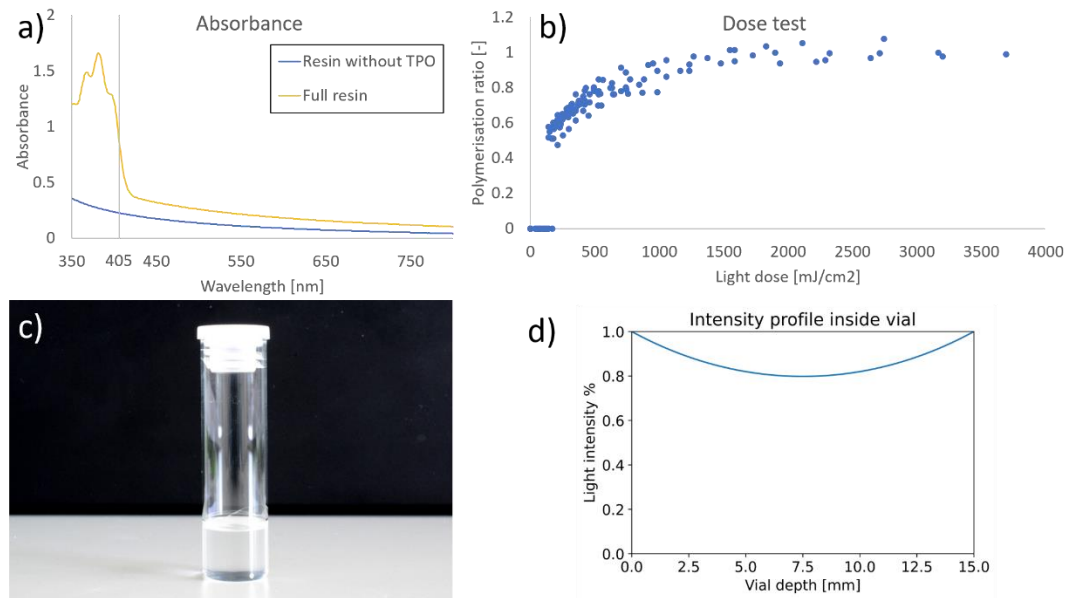 a)
Absorbance
2
1.5
1
0.5
0
Absorbance
Resin without TPO
Full resin
350 405 450 550 650 750
Wavelength [nm]
b)
Dose test
1.2
1
0.8
0.6
0.4
0.2
0
Polymerisation ratio [-]
0 500 1000 1500 2000 2500 3000 3500 4000
Light dose [mJ/cm2]
c)
d)
Intensity profile inside vial
1.0
0.8
0.6
0.4
0.2
0.0
Light intensity %
0.0 2.5 5.0 7.5 10.0 12.5 15.0
Vial depth [mm]